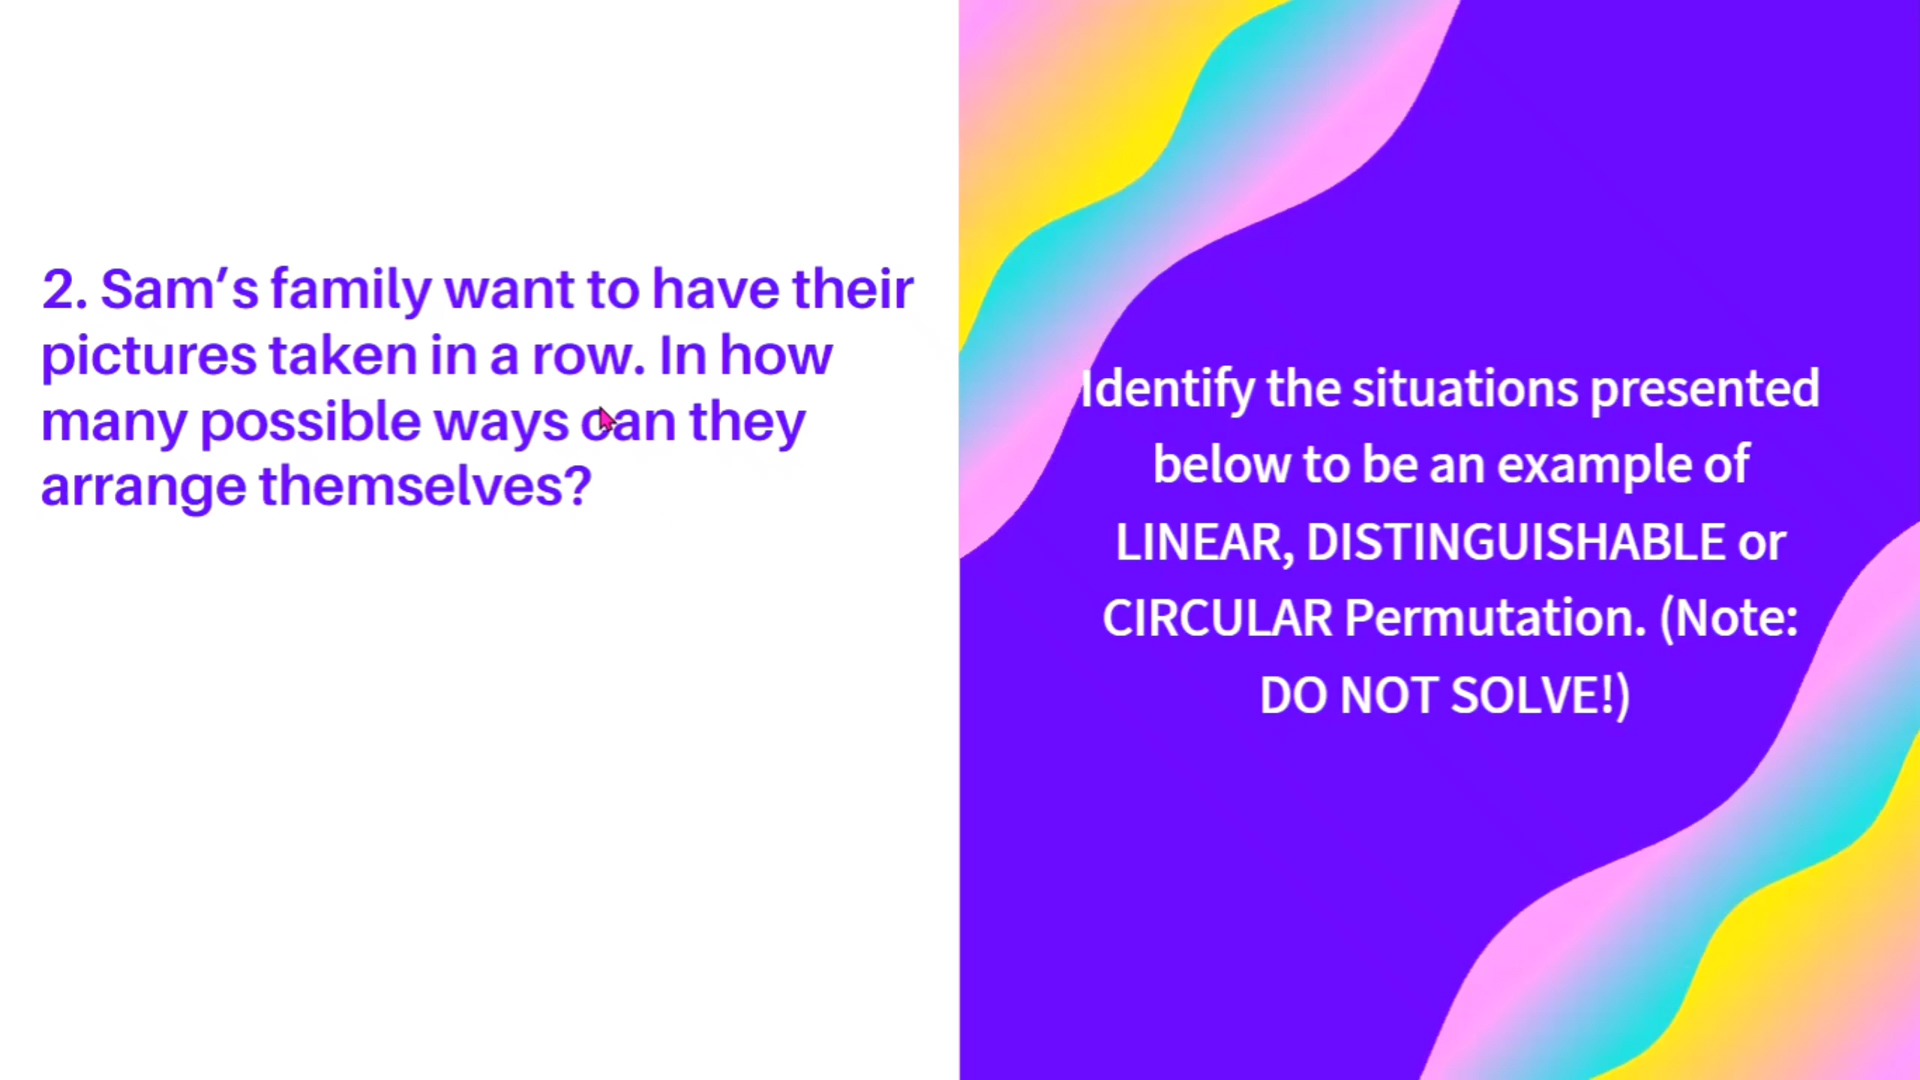 2. Sam’s family want to have their
pictures taken in a row. In how
many possible ways can they
arrange themselves?
Identify the situations presented
below to be an example of
LINEAR, DISTINGUISHABLE or
CIRCULAR Permutation. (Note:
DO NOT SOLVE!)